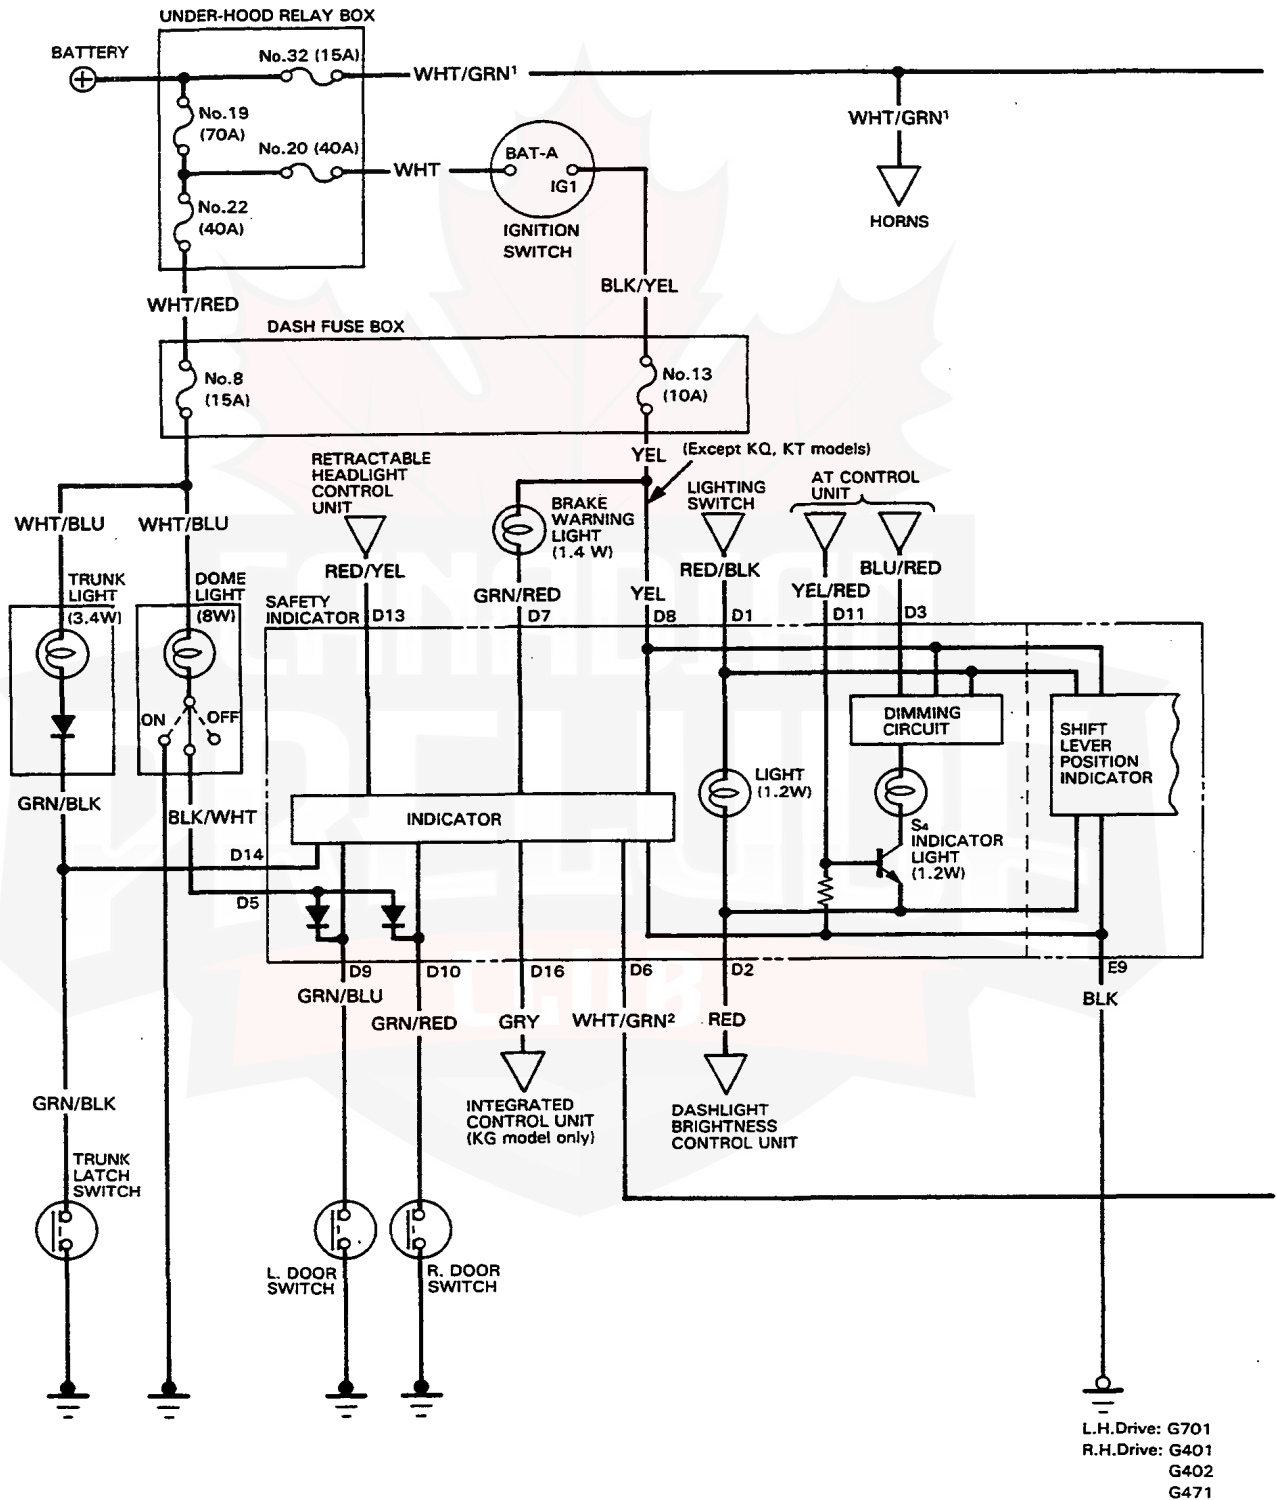 UNDER-HOOD RELAY BOX
BATTERY
No.32 (15A)
WHT/GRN¹
No.19
(70A)
WHT/GRN¹
No.20 (40A)
WHT
BAT-A
IG1
HORNS
No.22
(40A)
IGNITION
SWITCH
BLK/YEL
WHT/RED
DASH FUSE BOX
No.8
(15A)
No.13
(10A)
YEL
(Except KQ, KT models)
RETRACTABLE
HEADLIGHT
CONTROL
UNIT
BRAKE
WARNING
LIGHT
(1.4 W)
LIGHTING
SWITCH
AT CONTROL
UNIT
WHT/BLU
WHT/BLU
RED/YEL
GRN/RED
YEL
RED/BLK
YEL/RED
BLU/RED
TRUNK
LIGHT
(3.4W)
DOME
LIGHT
(8W)
SAFETY
INDICATOR
D13
D7
D8
D1
D11
D3
ON
OFF
DIMMING
CIRCUIT
SHIFT
LEVER
POSITION
INDICATOR
LIGHT
(1.2W)
GRN/BLK
BLK/WHT
INDICATOR
S4
INDICATOR
LIGHT
(1.2W)
D14
D5
D9
D10
D16
D6
D2
E9
GRN/BLU
GRN/RED
GRY
WHT/GRN²
RED
BLK
GRN/BLK
INTEGRATED
CONTROL UNIT
(KG model only)
DASHLIGHT
BRIGHTNESS
CONTROL UNIT
TRUNK
LATCH
SWITCH
L. DOOR
SWITCH
R. DOOR
SWITCH
L.H.Drive: G701
R.H.Drive: G401
G402
G471
CANADIAN
PRELUDE
CLUB